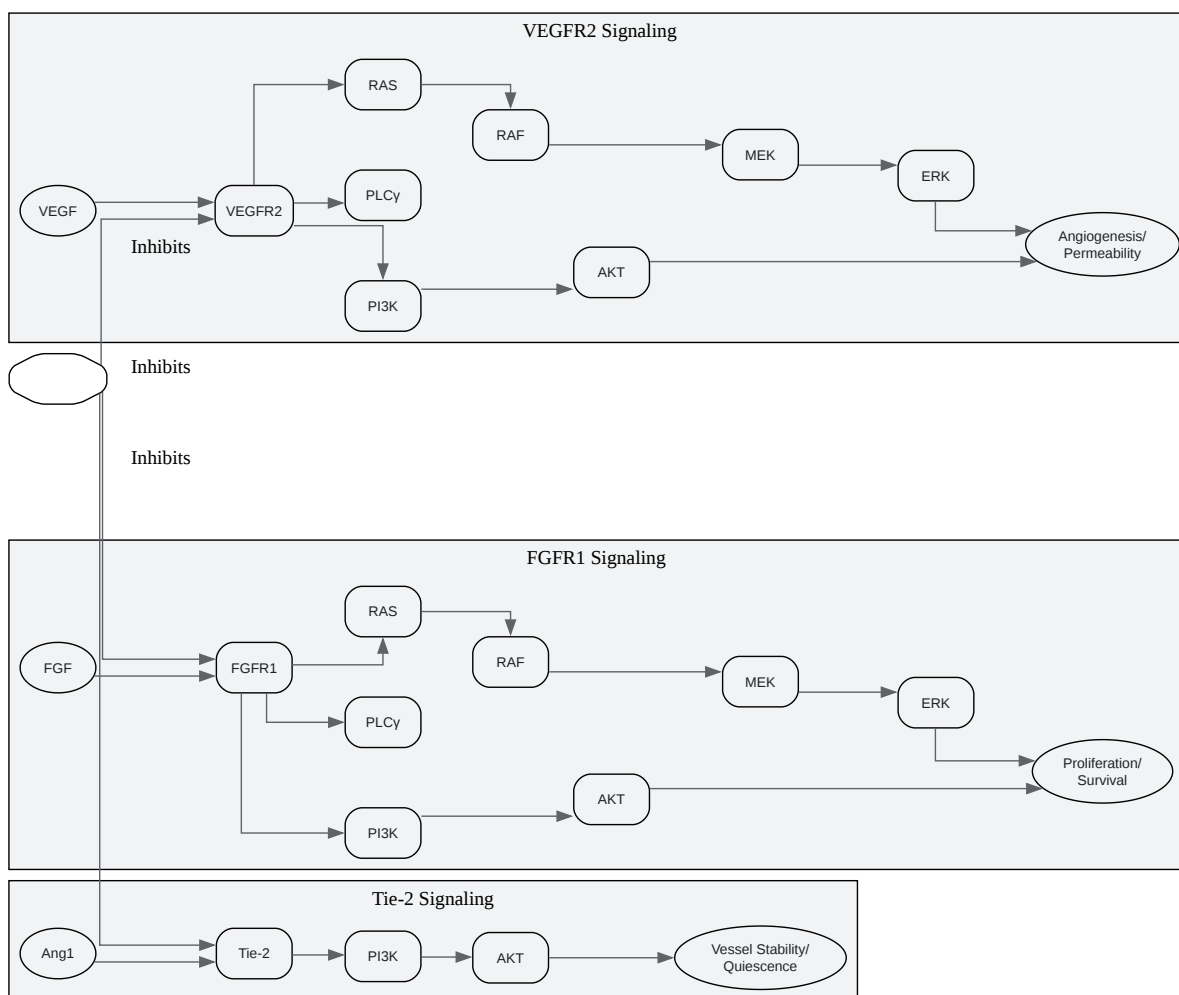 VEGFR2 Signaling
RAS
RAF
MEK
ERK
PLCγ
VEGF
VEGFR2
Inhibits
Angiogenesis/
Permeability
AKT
PI3K
Inhibits
Inhibits
FGFR1 Signaling
RAS
RAF
MEK
ERK
FGF
FGFR1
PLCγ
Proliferation/
Survival
AKT
PI3K
Tie-2 Signaling
Ang1
Tie-2
PI3K
AKT
Vessel Stability/
Quiescence